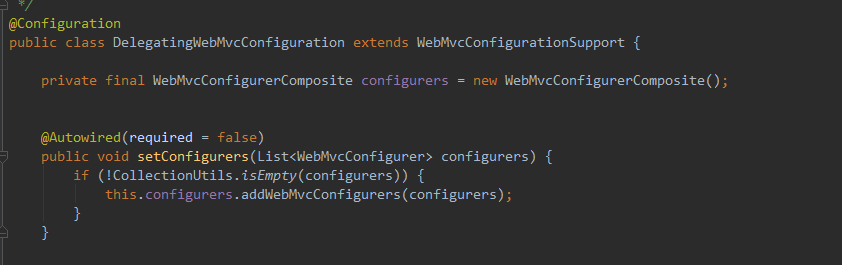 */
@Configuration
public class DelegatingWebMvcConfiguration extends WebMvcConfigurationSupport {
private final WebMvcConfigurerComposite configurers = new WebMvcConfigurerComposite();
@Autowired(required = false)
public void setConfigurers(List<WebMvcConfigurer> configurers) {
if (!CollectionUtils.isEmpty(configurers)) {
this.configurers.addWebMvcConfigurers(configurers);
}
}